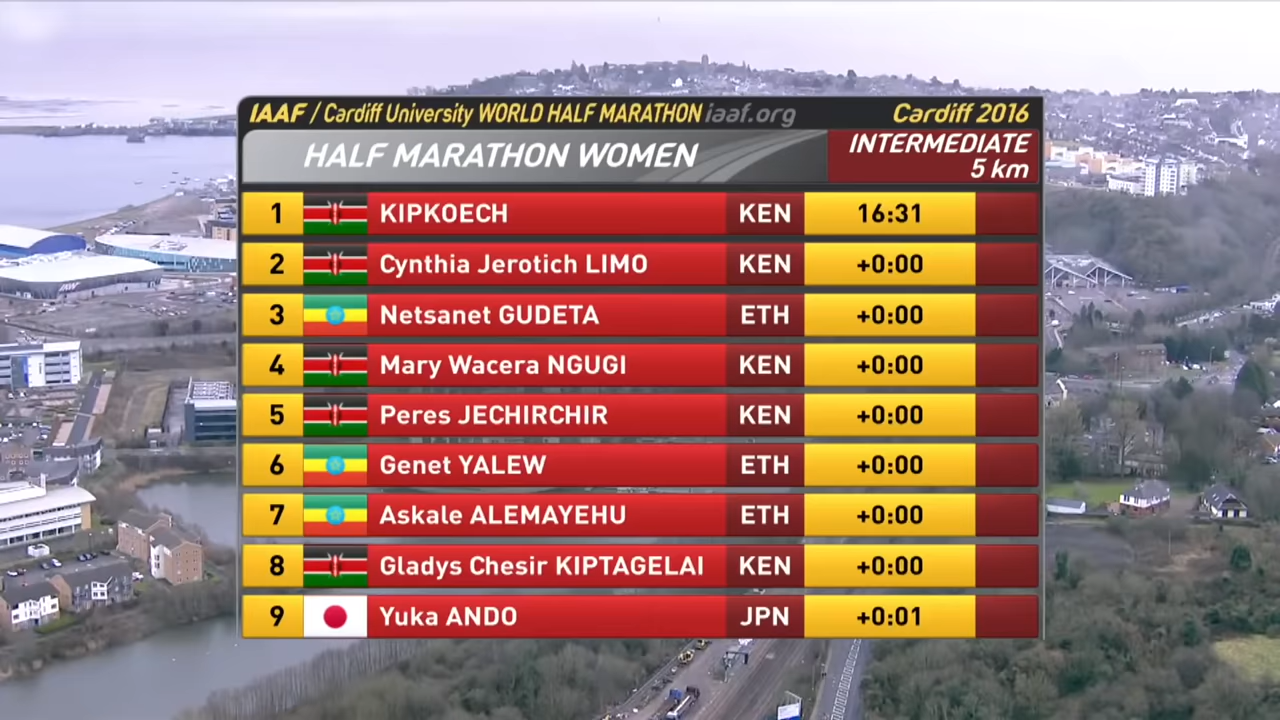 IAAF / Cardiff University WORLD HALF MARATHON iaaf.org Cardiff 2016
HALF MARATHON WOMEN
INTERMEDIATE
5 km
1 KIPKOECH KEN 16:31
2 Cynthia Jerotich LIMO KEN +0:00
3 Netsanet GUDETA ETH +0:00
4 Mary Wacera NGUGI KEN +0:00
5 Peres JECHIRCHIR KEN +0:00
6 Genet YALEW ETH +0:00
7 Askale ALEMAYEHU ETH +0:00
8 Gladys Chesir KIPTAGELAI KEN +0:00
9 Yuka ANDO JPN +0:01